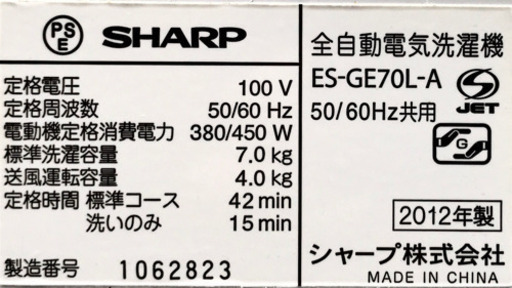 PSE SHARP
定格電圧 100 V
定格周波数 50/60 Hz
電動機定格消費電力 380/450 W
標準洗濯容量 7.0 kg
送風運転容量 4.0 kg
定格時間 標準コース 42 min
洗いのみ 15 min
製造番号 1062823
全自動電気洗濯機
ES-GE70L-A
50/60Hz共用
S JET
G
2012年製
シャープ株式会社
MADE IN CHINA